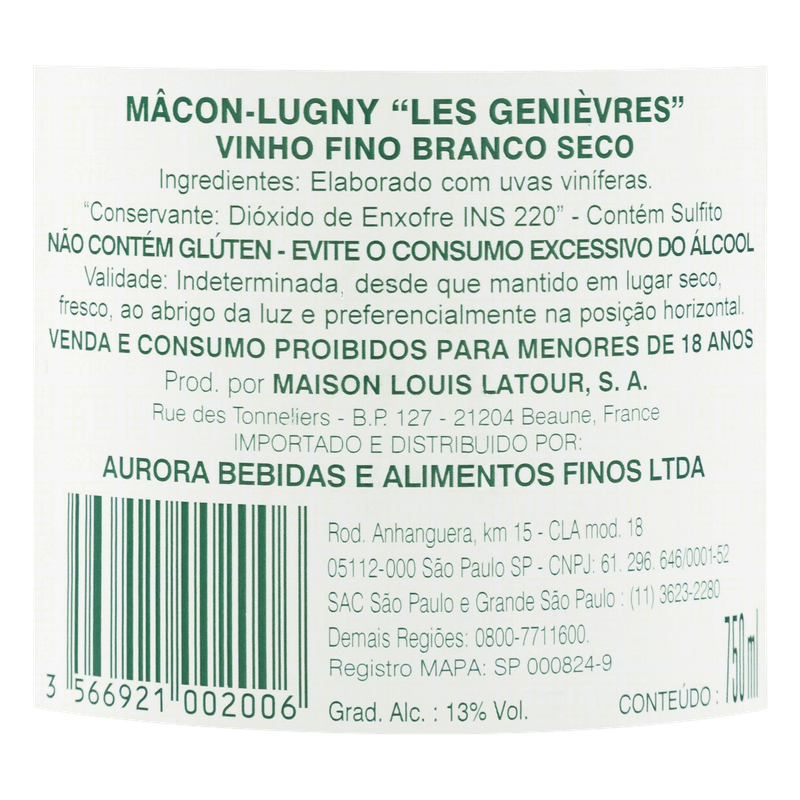 MÂCON-LUGNY “LES GENIÈVRES”
VINHO FINO BRANCO SECO
Ingredientes: Elaborado com uvas viníferas.
“Conservante: Dióxido de Enxofre INS 220” - Contém Sulfito
NÃO CONTÉM GLÚTEN - EVITE O CONSUMO EXCESSIVO DO ÁLCOOL
Validade: Indeterminada, desde que mantido em lugar seco,
fresco, ao abrigo da luz e preferencialmente na posição horizontal.
VENDA E CONSUMO PROIBIDOS PARA MENORES DE 18 ANOS
Prod. por MAISON LOUIS LATOUR, S. A.
Rue des Tonneliers - B.P. 127 - 21204 Beaune, France
IMPORTADO E DISTRIBUIDO POR:
AURORA BEBIDAS E ALIMENTOS FINOS LTDA
Rod. Anhanguera, km 15 - CLA mod. 18
05112-000 São Paulo SP - CNPJ: 61. 296. 646/0001-52
SAC São Paulo e Grande São Paulo : (11) 3623-2280
Demais Regiões: 0800-7711600.
Registro MAPA: SP 000824-9
Grad. Alc. : 13% Vol.
CONTEÚDO : 750 ml
3 566921 002006